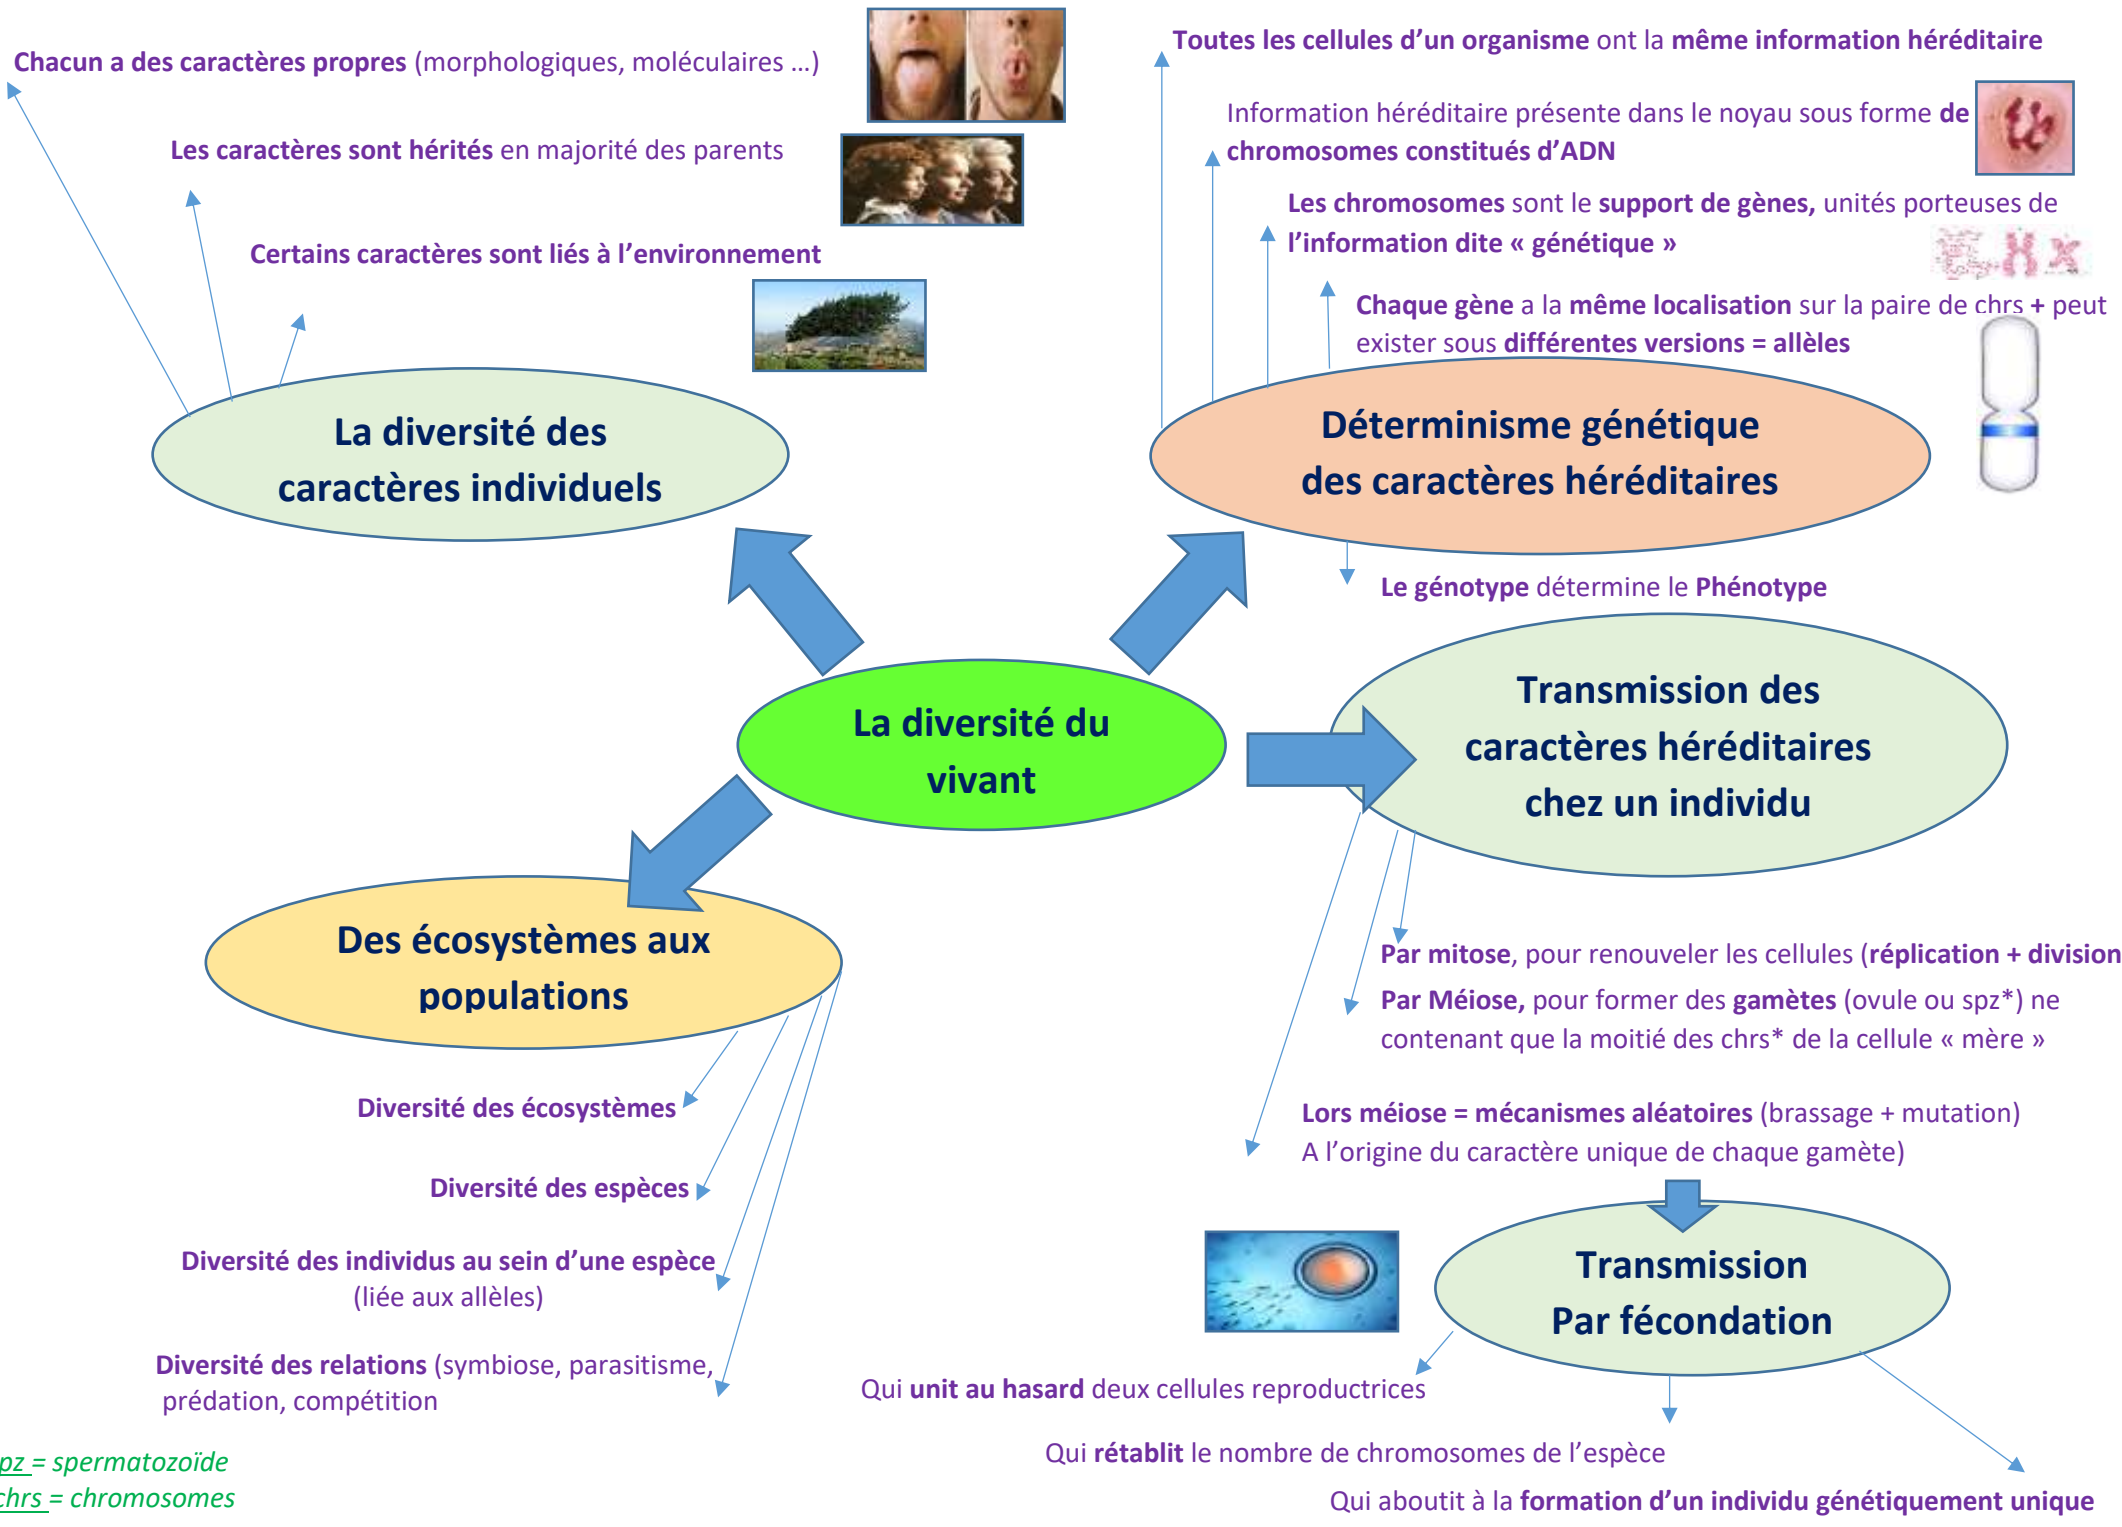 Chacun a des caractères propres (morphologiques, moléculaires …)
Les caractères sont hérités en majorité des parents
Certains caractères sont liés à l'environnement
La diversité des
caractères individuels
Toutes les cellules d'un organisme ont la même information héréditaire
Information héréditaire présente dans le noyau sous forme de
chromosomes constitués d'ADN
Les chromosomes sont le support de gènes, unités porteuses de
l'information dite « génétique »
Chaque gène a la même localisation sur la paire de chrs + peut
exister sous différentes versions = allèles
Déterminisme génétique
des caractères héréditaires
Le génotype détermine le Phénotype
La diversité du
vivant
Transmission des
caractères héréditaires
chez un individu
Par mitose, pour renouveler les cellules (réplication + division
Par Méiose, pour former des gamètes (ovule ou spz*) ne
contenant que la moitié des chrs* de la cellule « mère »
Lors méiose = mécanismes aléatoires (brassage + mutation)
A l'origine du caractère unique de chaque gamète)
Transmission
Par fécondation
Qui unit au hasard deux cellules reproductrices
Qui rétablit le nombre de chromosomes de l'espèce
Qui aboutit à la formation d'un individu génétiquement unique
Des écosystèmes aux
populations
Diversité des écosystèmes
Diversité des espèces
Diversité des individus au sein d'une espèce
(liée aux allèles)
Diversité des relations (symbiose, parasitisme,
prédation, compétition
pz = spermatozoïde
chrs = chromosomes